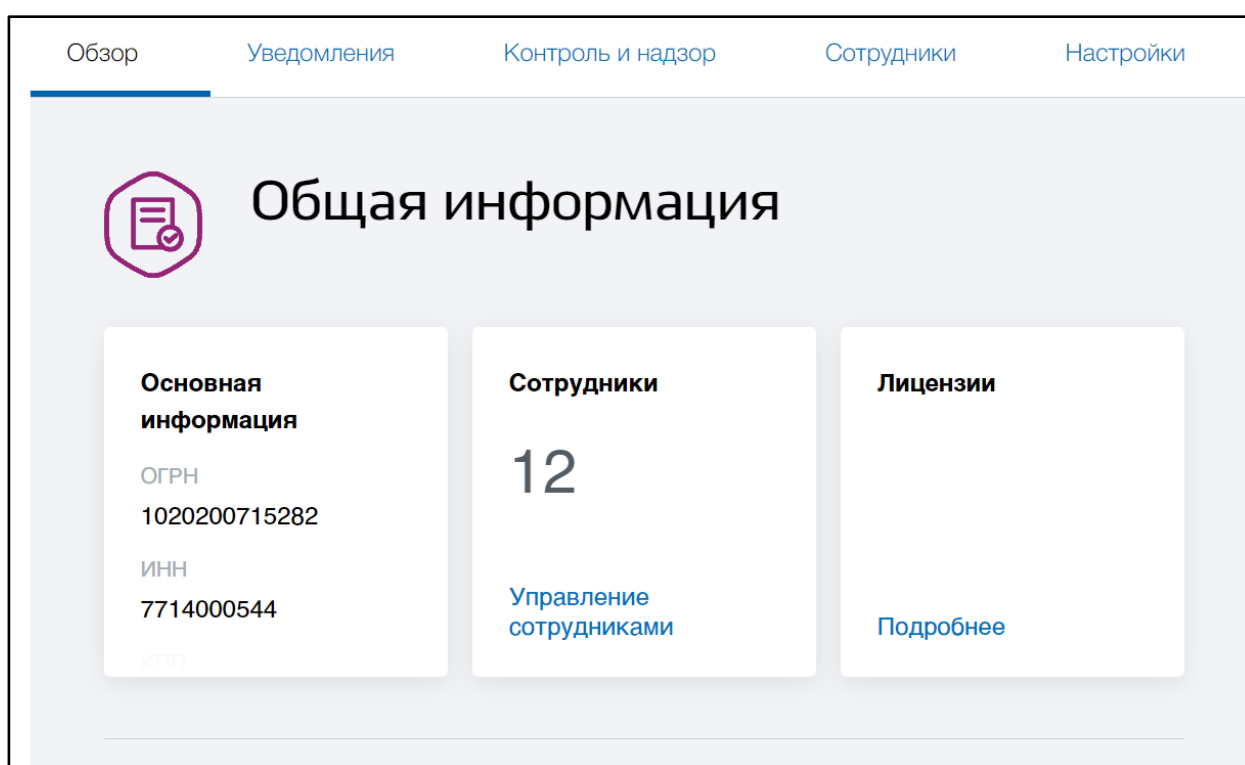 Обзор Уведомления Контроль и надзор Сотрудники Настройки
Общая информация
Основная
информация
ОГРН
1020200715282
ИНН
7714000544
КПП
Сотрудники
12
Управление
сотрудниками
Лицензии
Подробнее